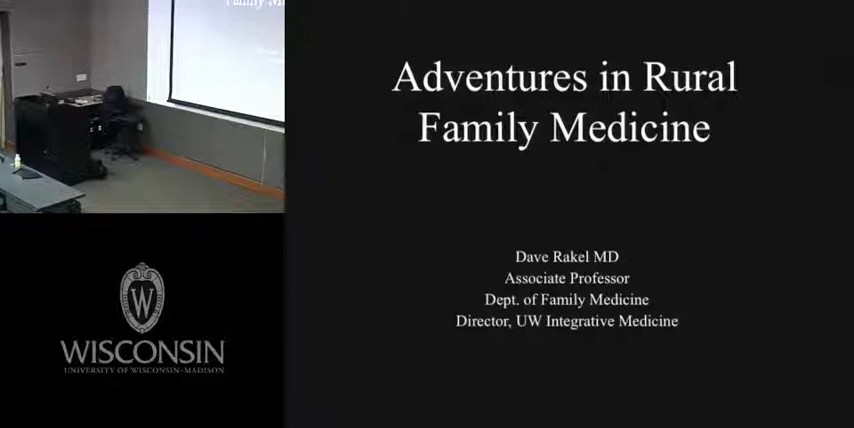 Family M
Adventures in Rural
Family Medicine
Dave Rakel MD
Associate Professor
Dept. of Family Medicine
Director, UW Integrative Medicine
W
WISCONSIN
UNIVERSITY OF WISCONSIN–MADISON